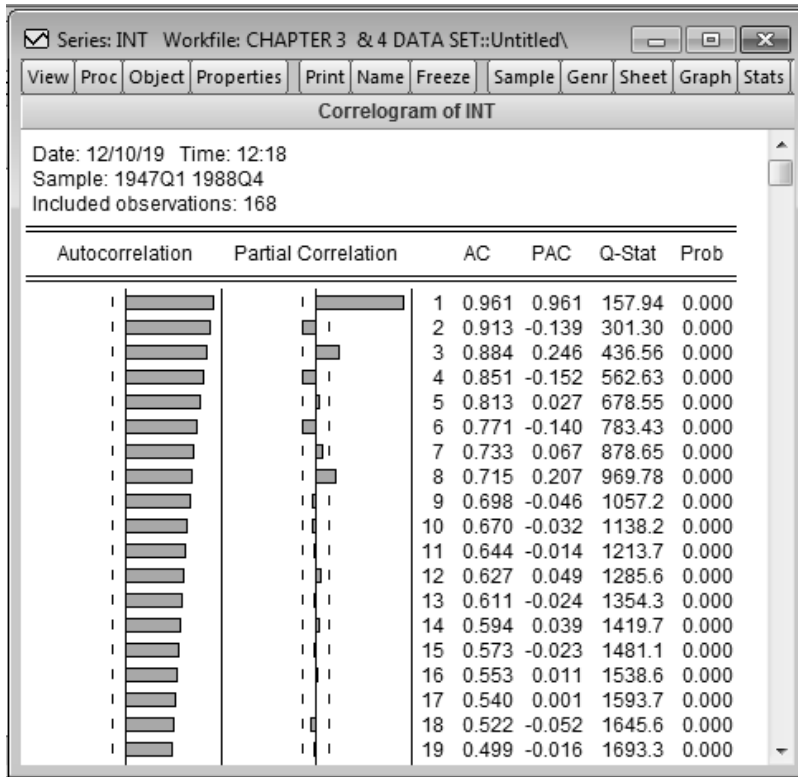 Series: INT Workfile: CHAPTER 3 & 4 DATA SET::Untitled\
View Proc Object Properties Print Name Freeze Sample Genr Sheet Graph Stats
Correlogram of INT
Date: 12/10/19 Time: 12:18
Sample: 1947Q1 1988Q4
Included observations: 168
Autocorrelation Partial Correlation AC PAC Q-Stat Prob
1 0.961 0.961 157.94 0.000
2 0.913 -0.139 301.30 0.000
3 0.884 0.246 436.56 0.000
4 0.851 -0.152 562.63 0.000
5 0.813 0.027 678.55 0.000
6 0.771 -0.140 783.43 0.000
7 0.733 0.067 878.65 0.000
8 0.715 0.207 969.78 0.000
9 0.698 -0.046 1057.2 0.000
10 0.670 -0.032 1138.2 0.000
11 0.644 -0.014 1213.7 0.000
12 0.627 0.049 1285.6 0.000
13 0.611 -0.024 1354.3 0.000
14 0.594 0.039 1419.7 0.000
15 0.573 -0.023 1481.1 0.000
16 0.553 0.011 1538.6 0.000
17 0.540 0.001 1593.7 0.000
18 0.522 -0.052 1645.6 0.000
19 0.499 -0.016 1693.3 0.000